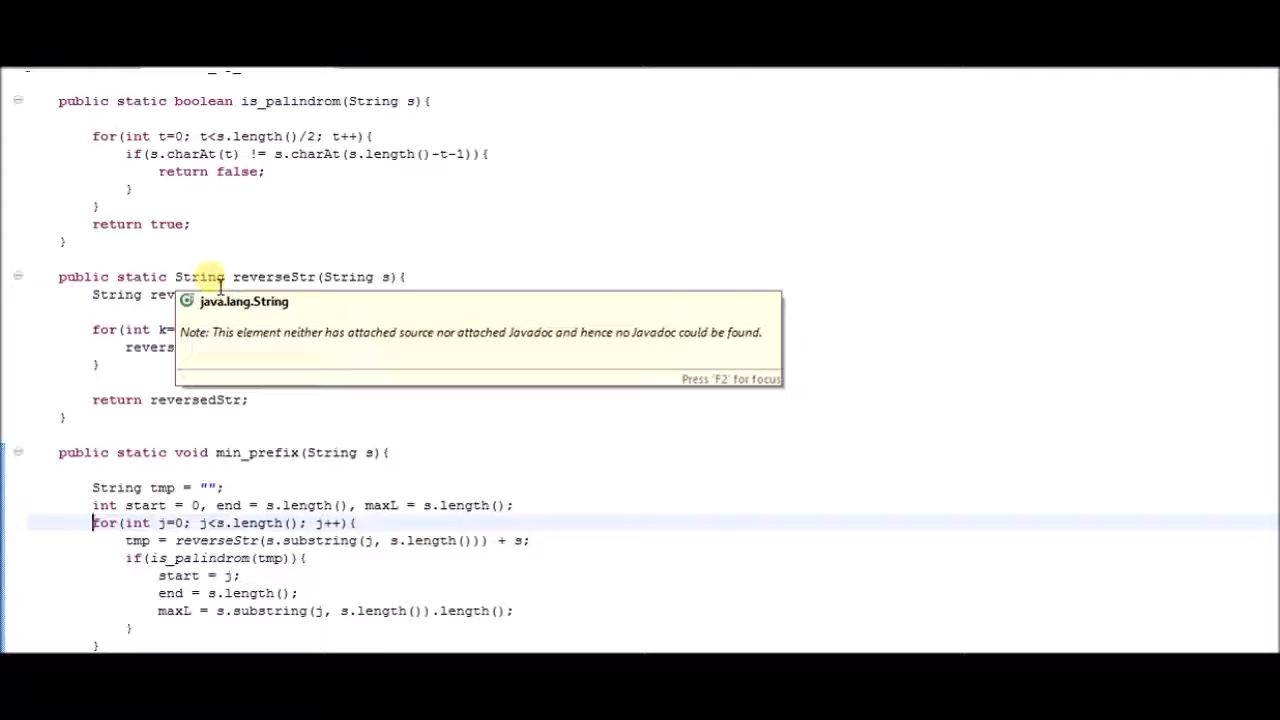 public static boolean is_palindrom(String s){
for(int t=0; t<s.length()/2; t++){
if(s.charAt(t) != s.charAt(s.length()-t-1)){
return false;
}
}
return true;
}
public static String reverseStr(String s){
String rev
java.lang.String
Note: This element neither has attached source nor attached Javadoc and hence no Javadoc could be found.
for(int k=
revers
}
Press 'F2' for focus
return reversedStr;
}
public static void min_prefix(String s){
String tmp = "";
int start = 0, end = s.length(), maxL = s.length();
for(int j=0; j<s.length(); j++){
tmp = reverseStr(s.substring(j, s.length())) + s;
if(is_palindrom(tmp)){
start = j;
end = s.length();
maxL = s.substring(j, s.length()).length();
}
}